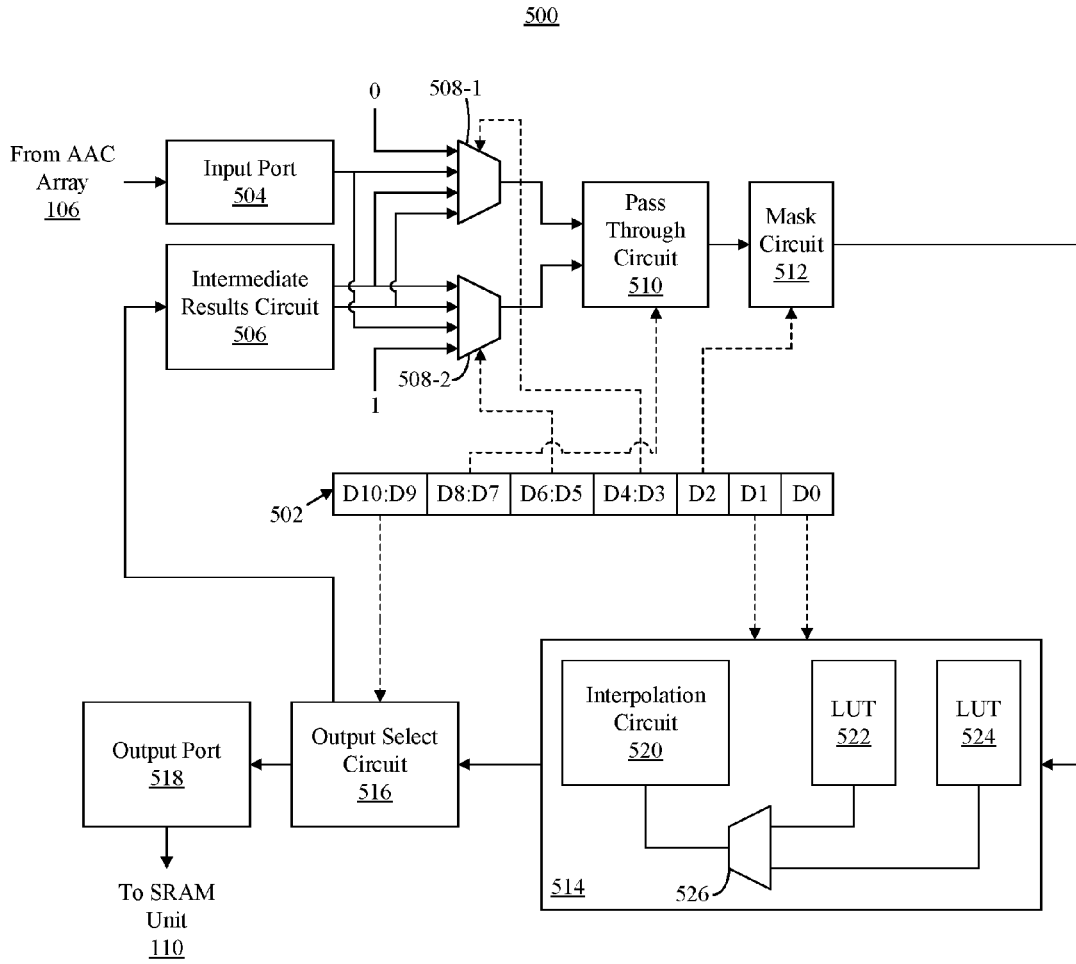 500
0
508-1
From AAC
Array
106
Input Port
504
Pass
Through
Circuit
510
Mask
Circuit
512
Intermediate
Results Circuit
506
508-2
1
502
D10:D9 D8:D7 D6:D5 D4:D3 D2 D1 D0
Interpolation
Circuit
520
LUT
522
LUT
524
Output Port
518
Output Select
Circuit
516
526
514
To SRAM
Unit
110